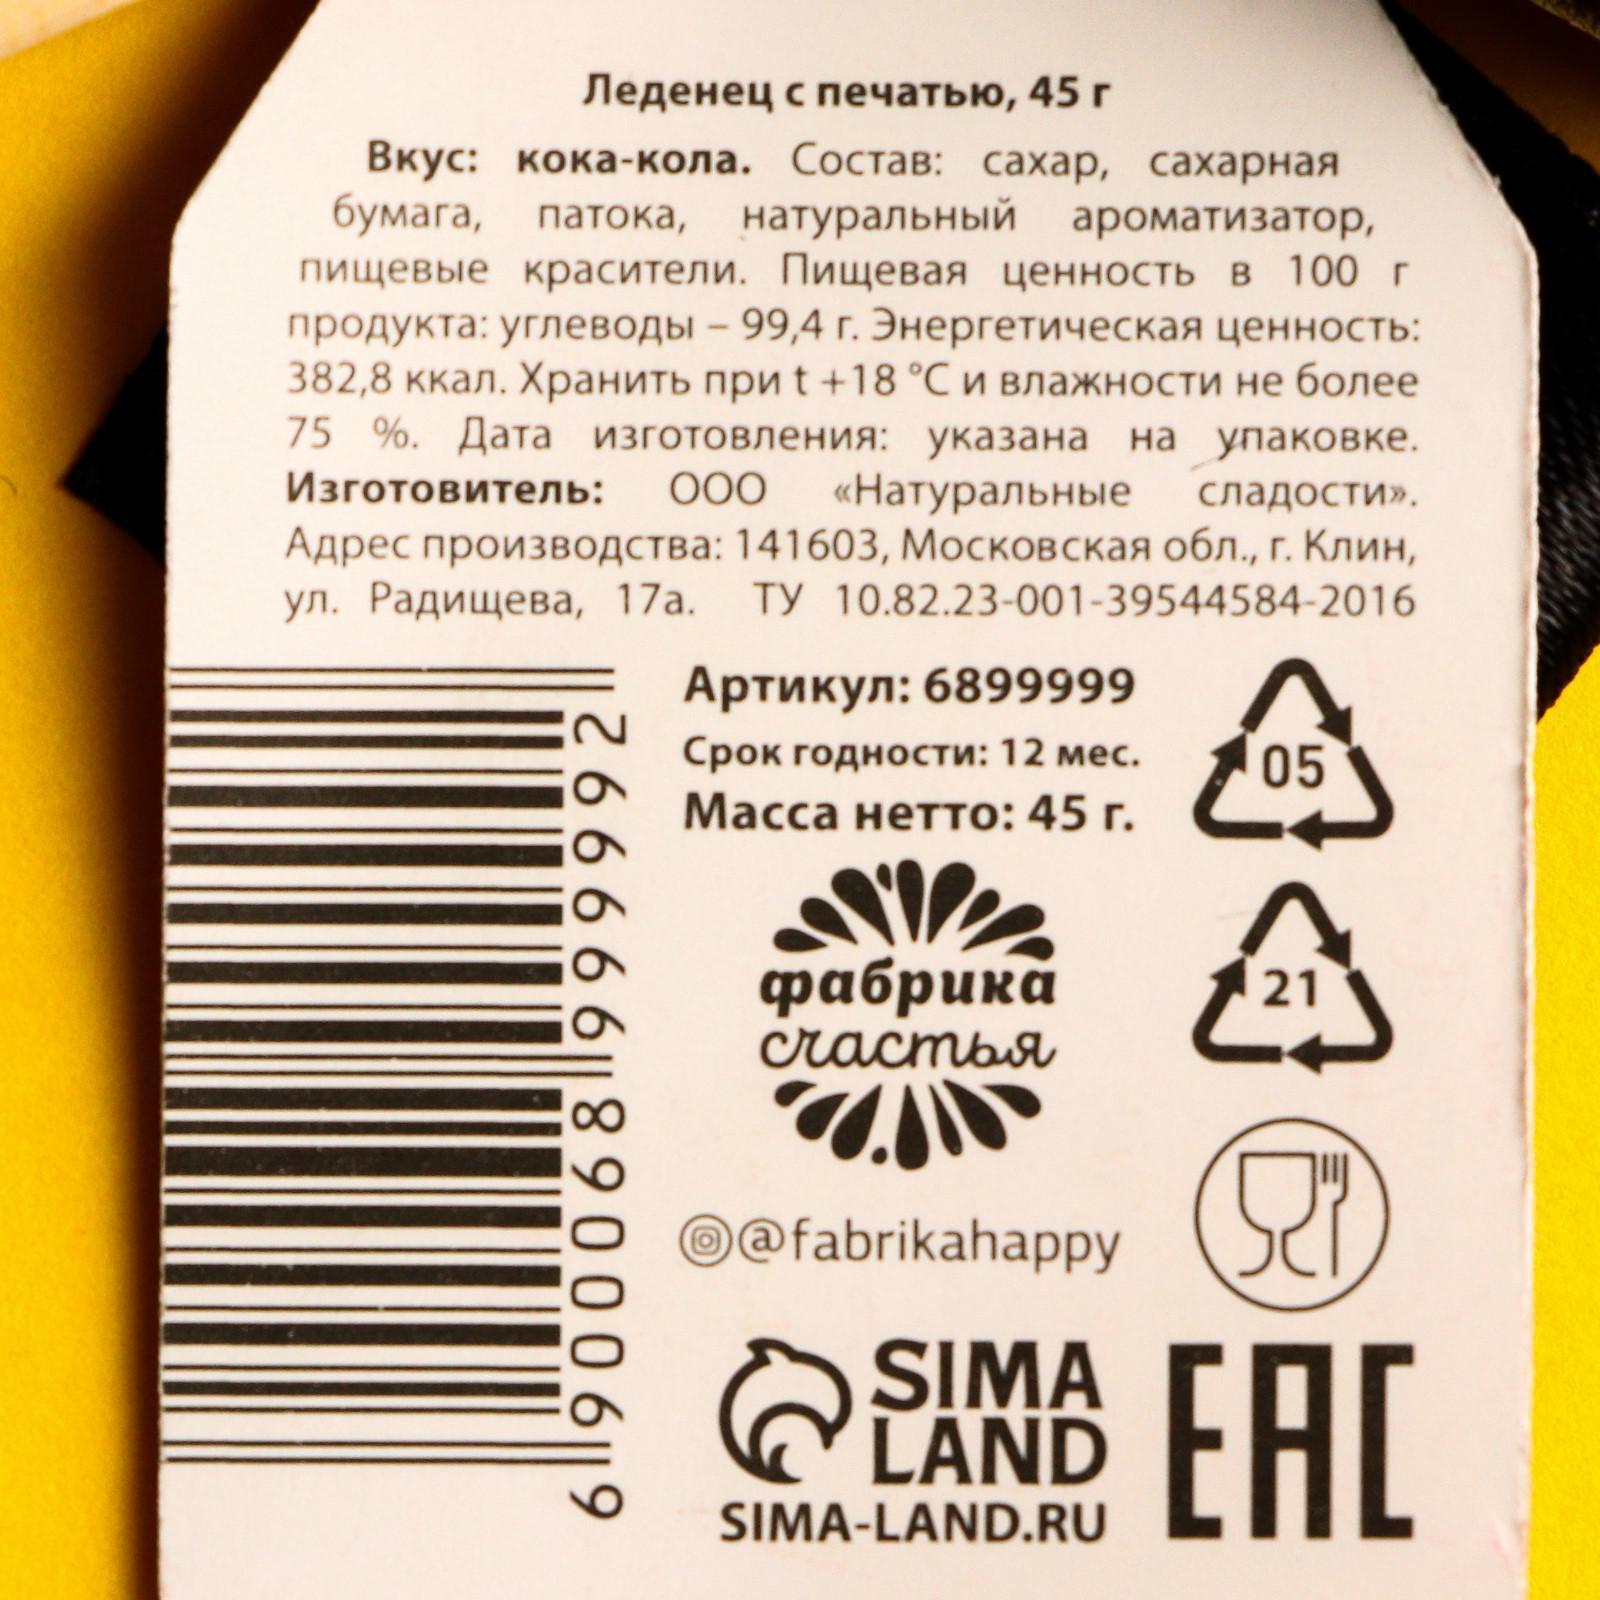 Леденец с печатью, 45 г
Вкус: кока-кола. Состав: сахар, сахарная
бумага, патока, натуральный ароматизатор,
пищевые красители. Пищевая ценность в 100 г
продукта: углеводы – 99,4 г. Энергетическая ценность:
382,8 ккал. Хранить при t +18 °C и влажности не более
75 %. Дата изготовления: указана на упаковке.
Изготовитель: ООО «Натуральные сладости».
Адрес производства: 141603, Московская обл., г. Клин,
ул. Радищева, 17а. ТУ 10.82.23-001-39544584-2016
Артикул: 6899999
Срок годности: 12 мес.
Масса нетто: 45 г.
05
21
фабрика
счастья
@fabrikahappy
SIMA
LAND
SIMA-LAND.RU
EAC
6 900068 999992